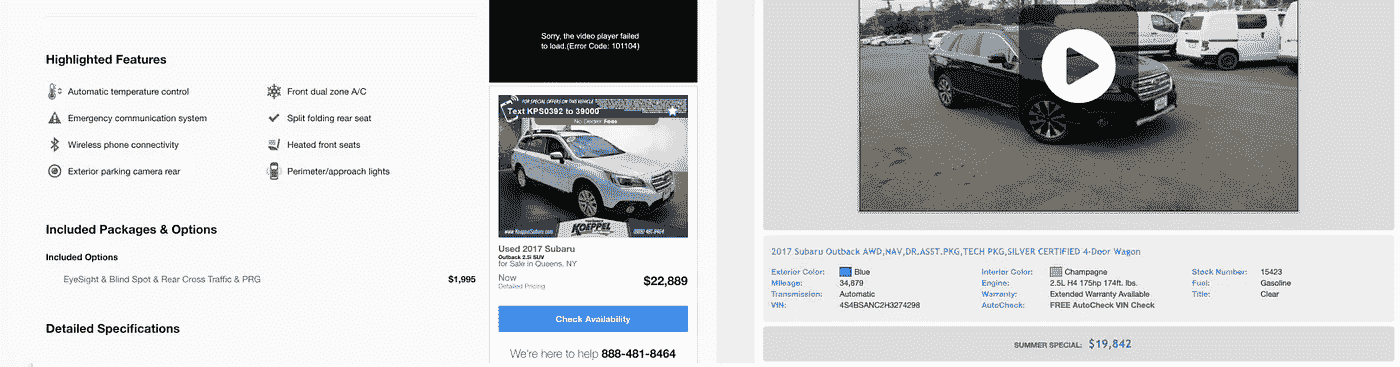 Highlighted Features
Automatic temperature control
Front dual zone A/C
Emergency communication system
Split folding rear seat
Wireless phone connectivity
Heated front seats
Exterior parking camera rear
Perimeter/approach lights
Included Packages & Options
Included Options
EyeSight & Blind Spot & Rear Cross Traffic & PRG
$1,995
Detailed Specifications
Sorry, the video player failed
to load.(Error Code: 101104)
FOR SPECIAL OFFERS ON THIS VEHICLE
Text KPS0392 to 39000
No Dealer Fees
KOEPPEL
www.KoeppelSubaru.com
Used 2017 Subaru
Outback 2.5i SUV
for Sale in Queens, NY
Now
$22,889
Detailed Pricing
Check Availability
We're here to help 888-481-8464
2017 Subaru Outback AWD,NAV,DR.ASST.PKG,TECH PKG,SILVER CERTIFIED 4-Door Wagon
Exterior Color: Blue
Interior Color: Champagne
Stock Number: 15423
Mileage: 34,879
Engine: 2.5L H4 175hp 174ft. lbs.
Fuel: Gasoline
Transmission: Automatic
Warranty: Extended Warranty Available
Title: Clear
VIN: 4S4BSANC2H3274298
AutoCheck: FREE AutoCheck VIN Check
SUMMER SPECIAL: $19,842